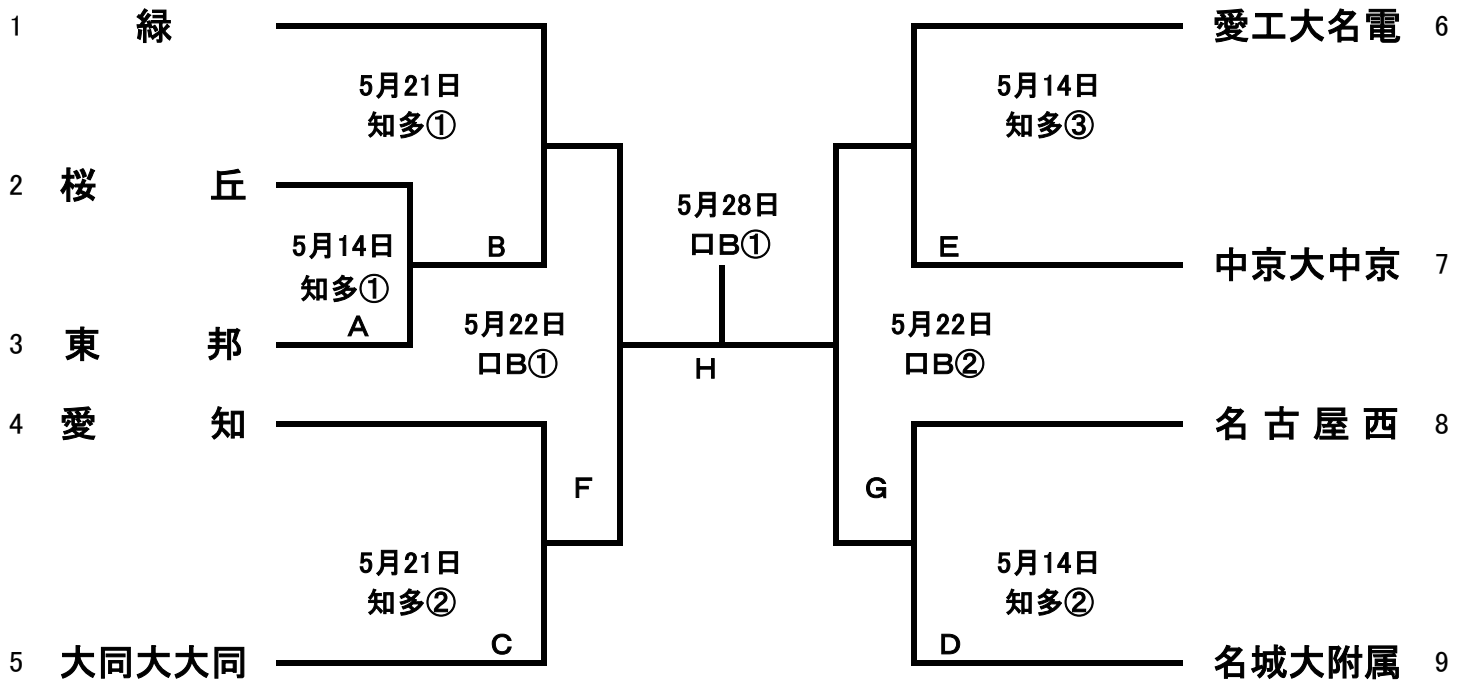 1 緑
愛工大名電 6
5月21日
知多①
5月14日
知多③
2 桜 丘
5月28日
口B①
5月14日
知多①
B
E
中京大中京 7
3 東 邦
A
5月22日
口B①
5月22日
口B②
H
4 愛 知
名古屋西 8
F
G
5月21日
知多②
5月14日
知多②
C
D
5 大同大大同
名城大附属 9